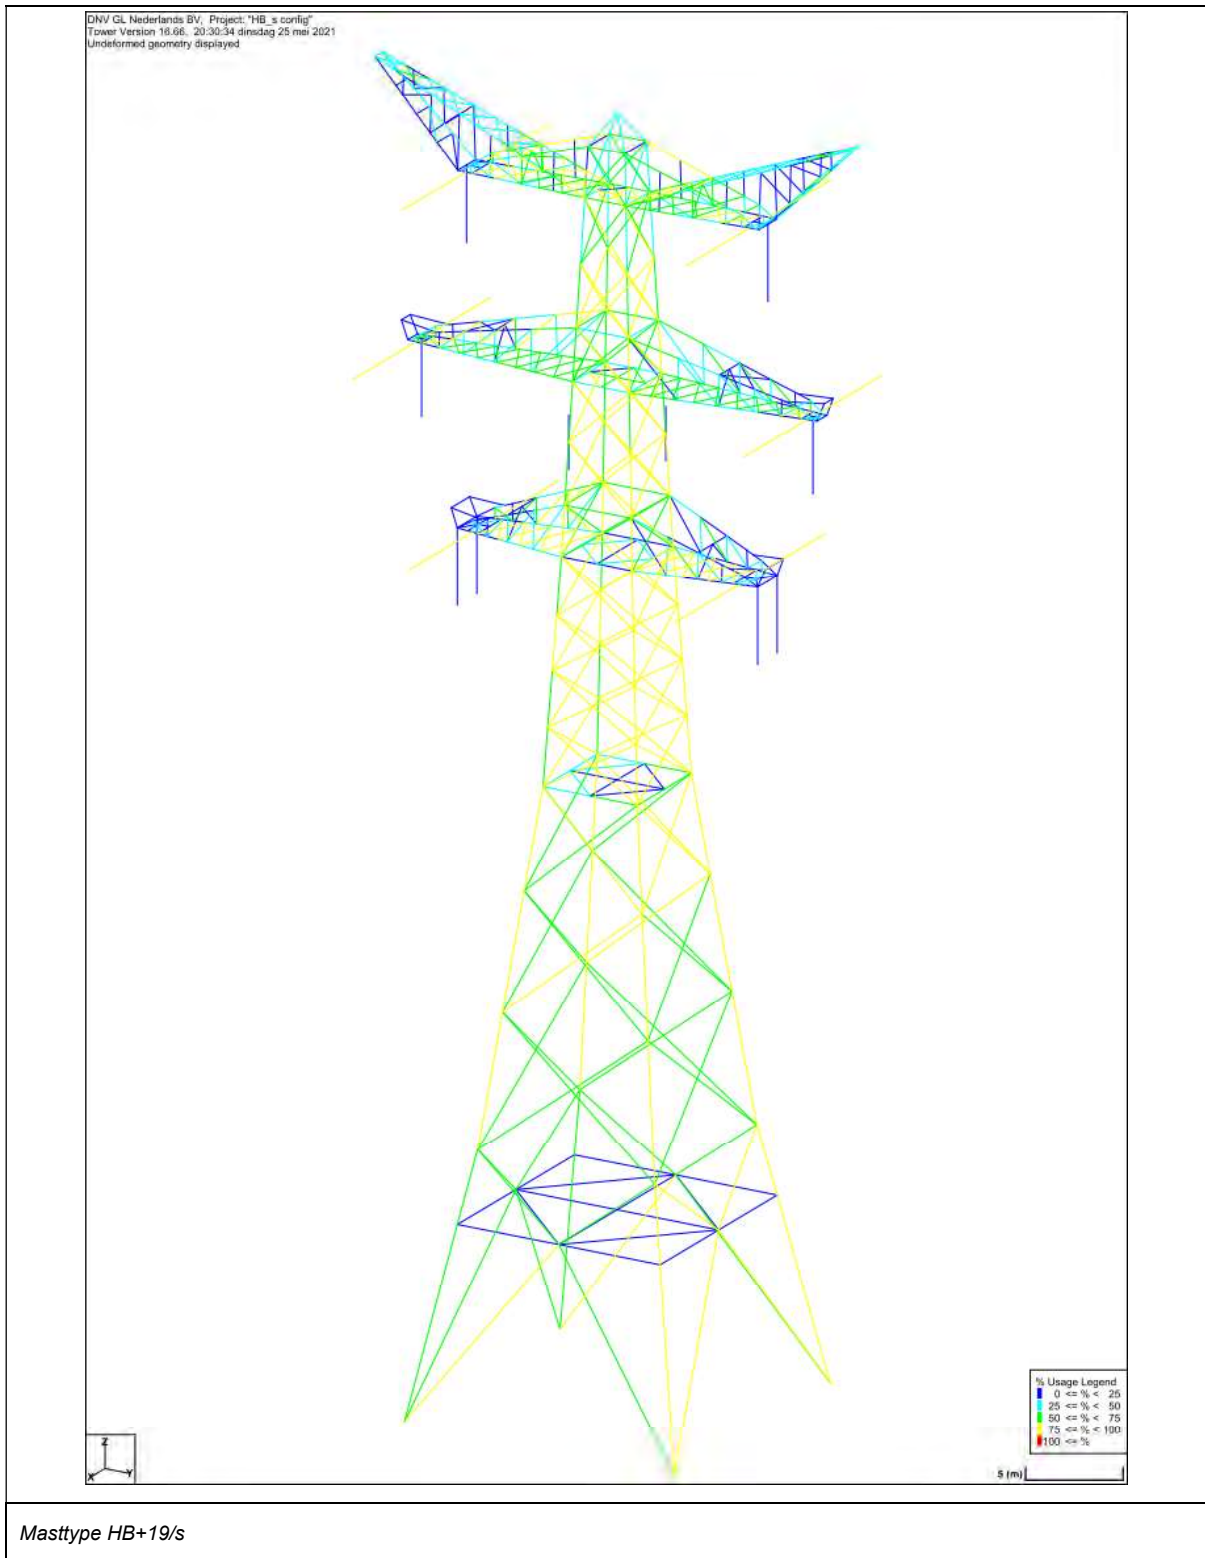 DNV GL Nederlands BV, Project: "HB_s config"
Tower Version 16.66, 20:30:34 dinsdag 25 mei 2021
Undeformed geometry displayed
% Usage Legend
0 <= % < 25
25 <= % < 50
50 <= % < 75
75 <= % < 100
100 <= %
Z
X Y
5 (m)
Masttype HB+19/s